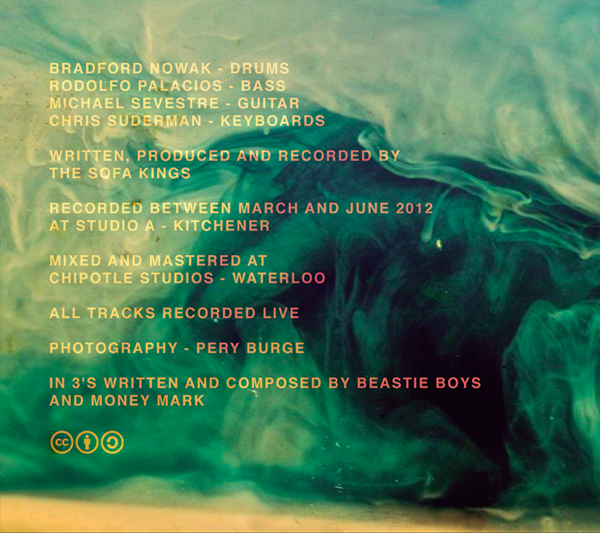 BRADFORD NOWAK - DRUMS
RODOLFO PALACIOS - BASS
MICHAEL SEVESTRE - GUITAR
CHRIS SUDERMAN - KEYBOARDS
WRITTEN, PRODUCED AND RECORDED BY
THE SOFA KINGS
RECORDED BETWEEN MARCH AND JUNE 2012
AT STUDIO A - KITCHENER
MIXED AND MASTERED AT
CHIPOTLE STUDIOS - WATERLOO
ALL TRACKS RECORDED LIVE
PHOTOGRAPHY - PERY BURGE
IN 3'S WRITTEN AND COMPOSED BY BEASTIE BOYS
AND MONEY MARK
cc